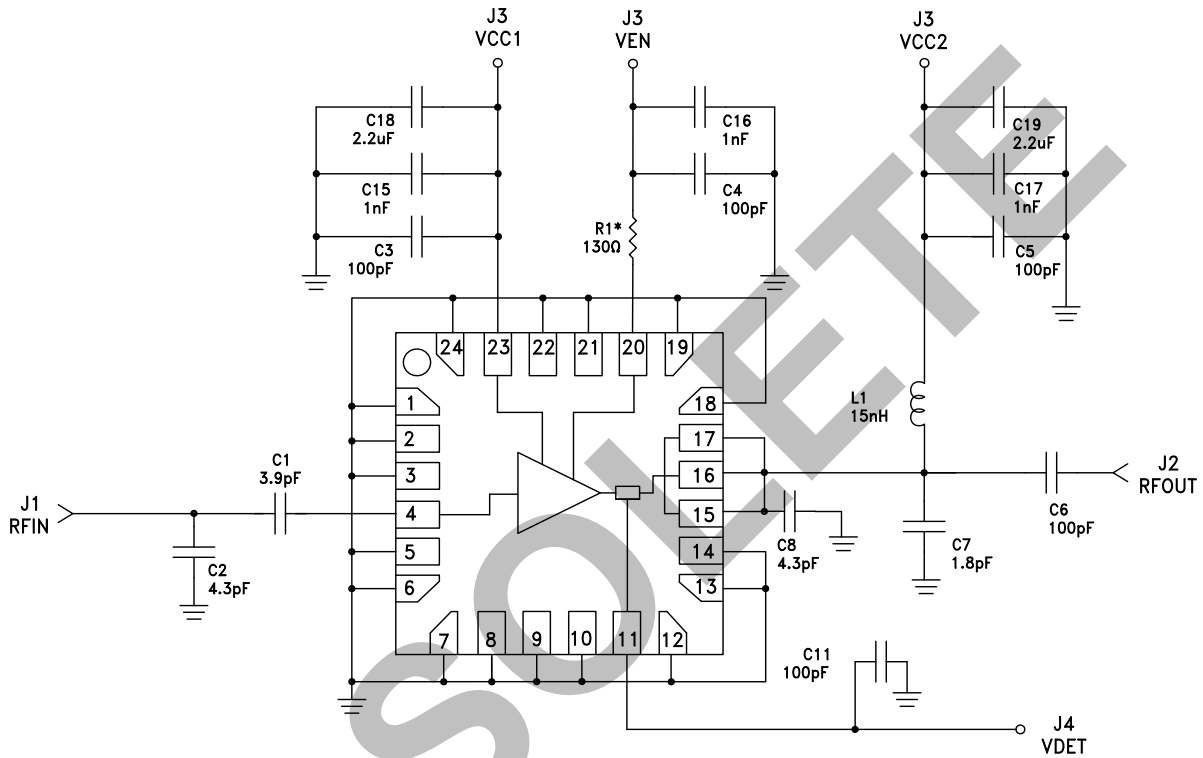 J3
VCC1
J3
VEN
J3
VCC2
C18
2.2uF
C15
1nF
C3
100pF
C16
1nF
C4
100pF
R1*
130Ω
C19
2.2uF
C17
1nF
C5
100pF
24
23
22
21
20
19
1
2
3
4
5
6
18
17
16
15
14
13
7
8
9
10
11
12
L1
15nH
C1
3.9pF
J1
RFIN
C2
4.3pF
C8
4.3pF
C7
1.8pF
C6
100pF
J2
RFOUT
C11
100pF
J4
VDET
SOLETE